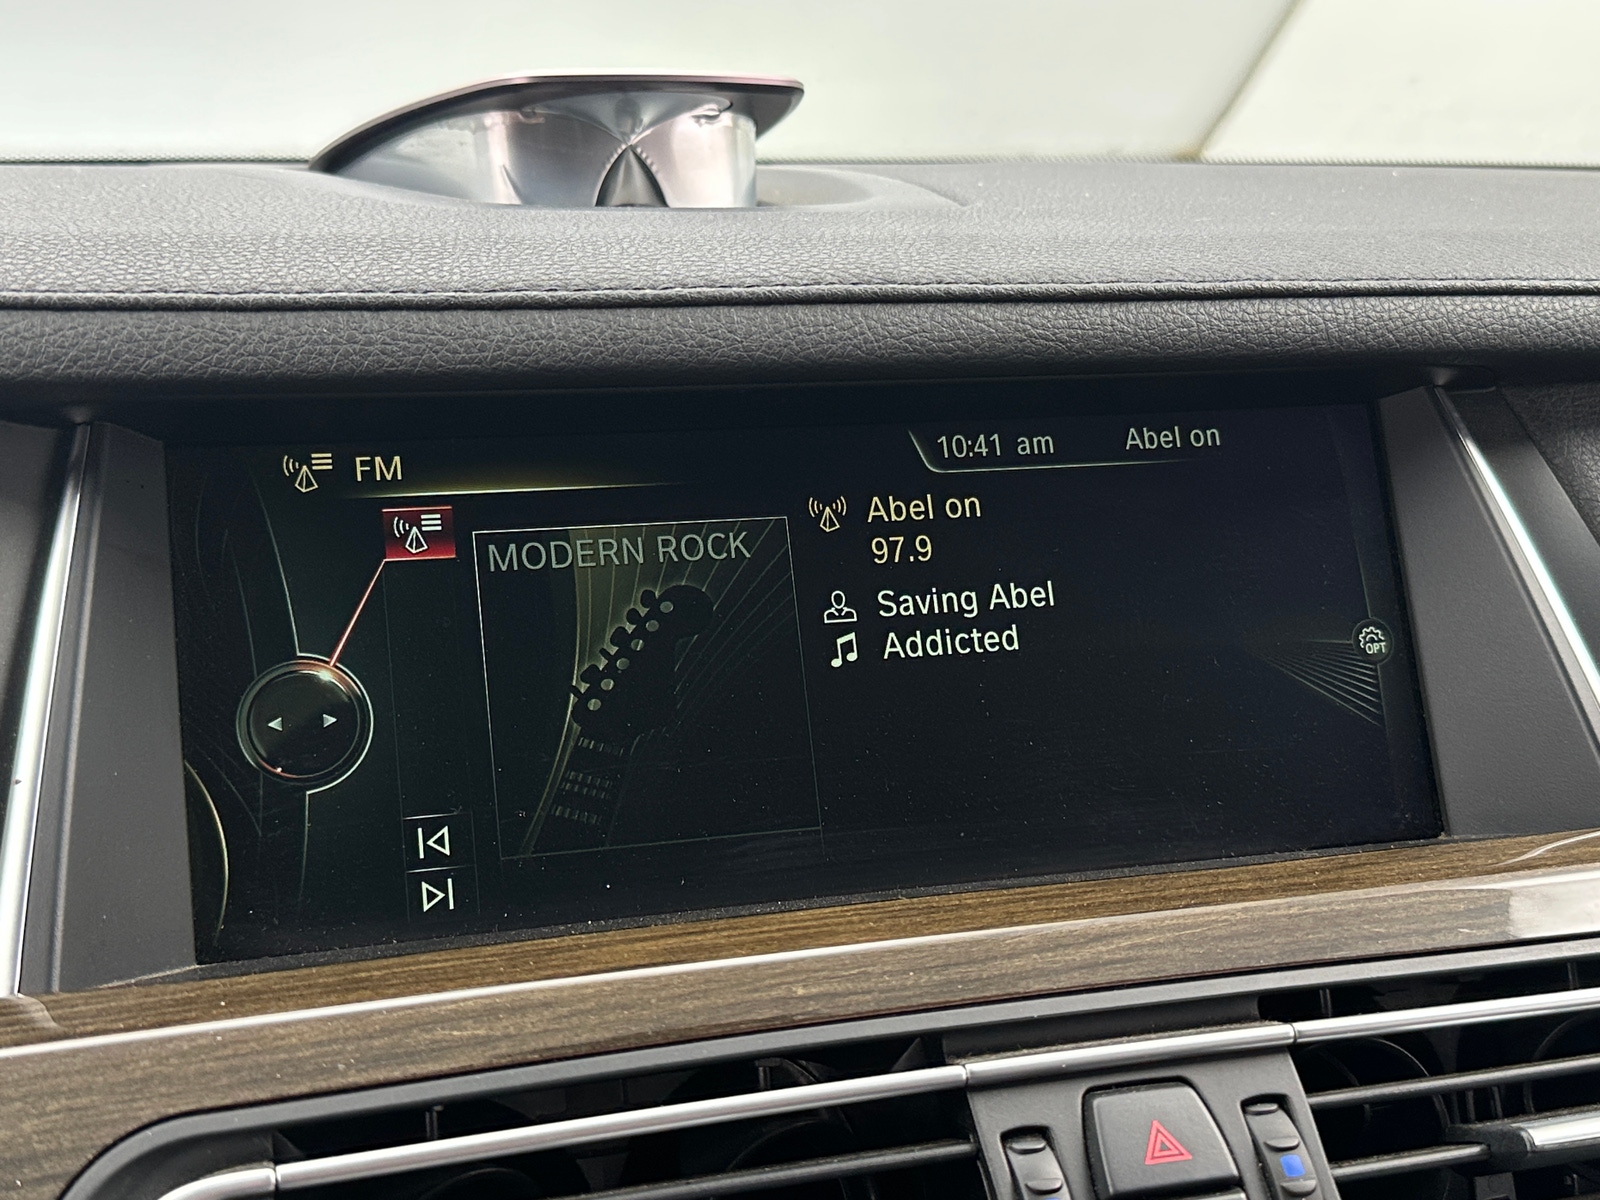 FM
10:41 am
Abel on
MODERN ROCK
Abel on
97.9
Saving Abel
Addicted
OPT